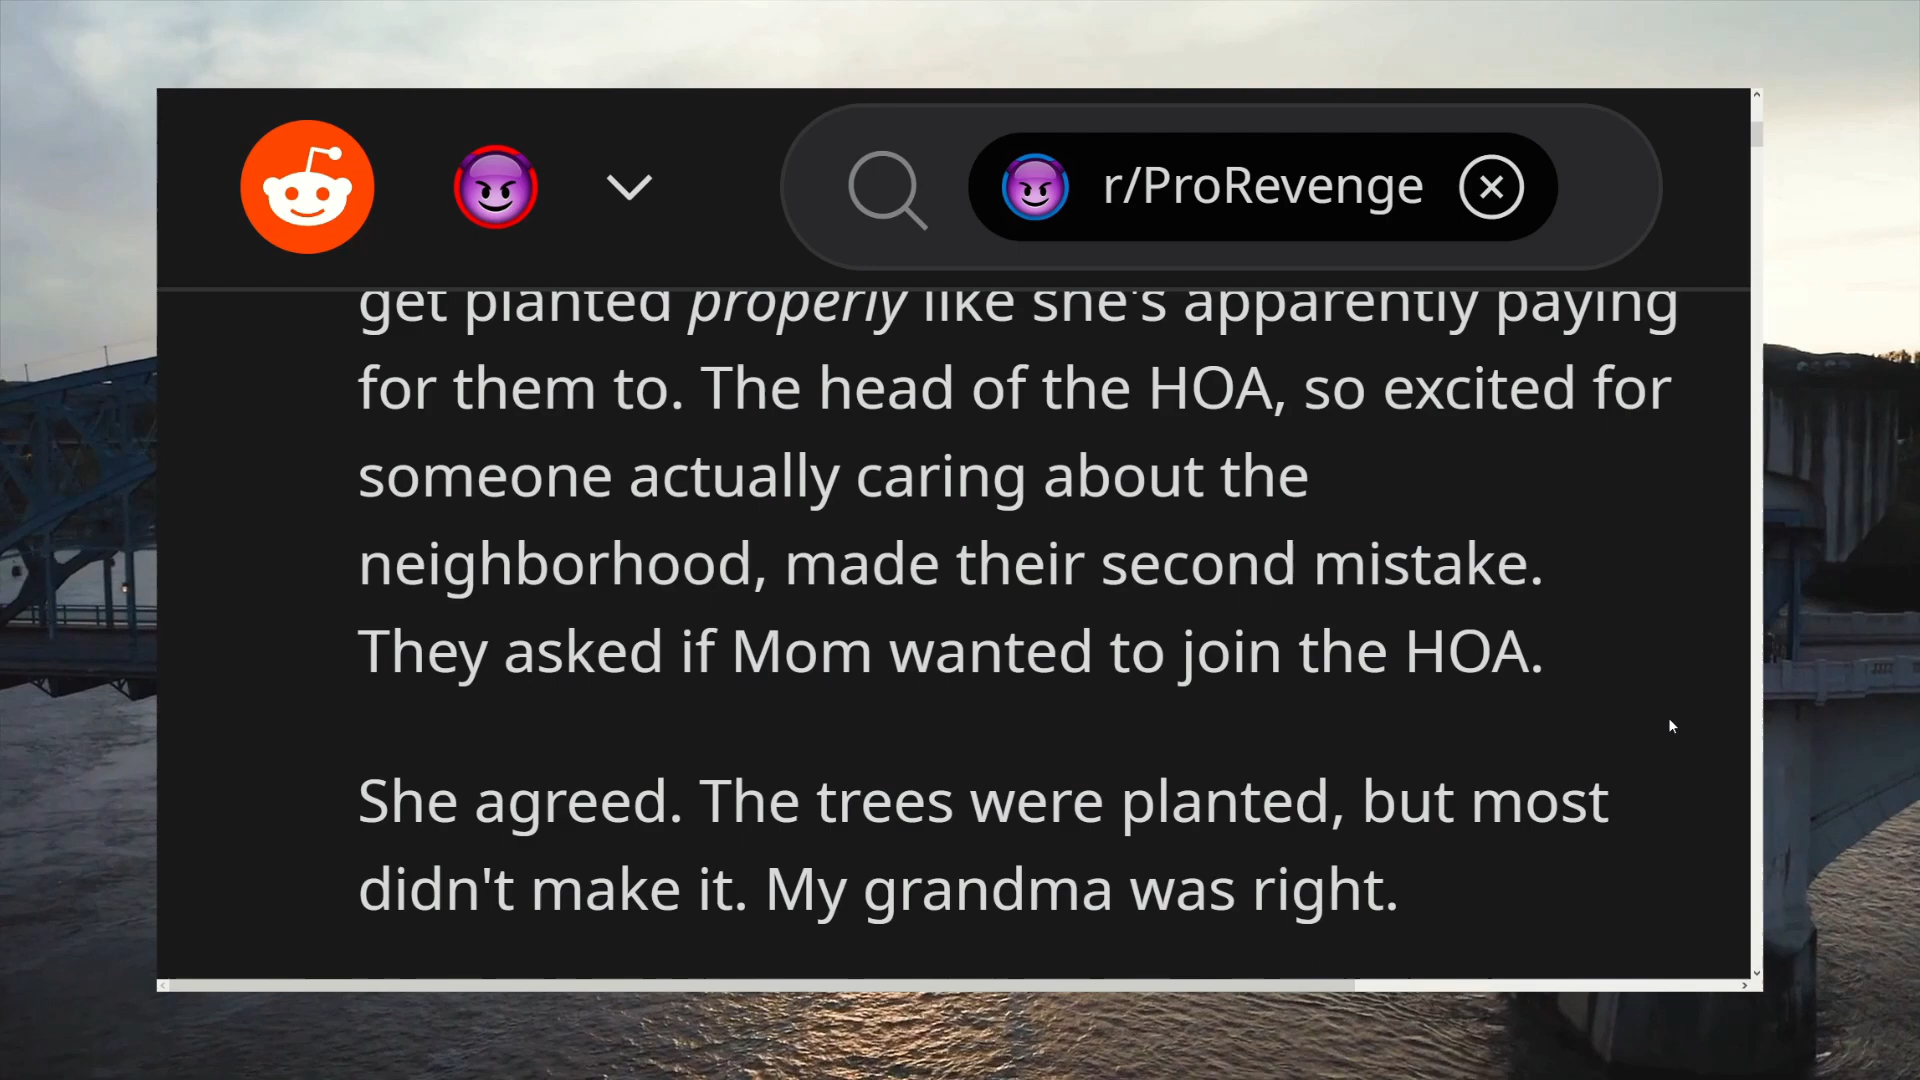 r/ProRevenge
get planted properly like she's apparently paying
for them to. The head of the HOA, so excited for
someone actually caring about the
neighborhood, made their second mistake.
They asked if Mom wanted to join the HOA.
She agreed. The trees were planted, but most
didn't make it. My grandma was right.